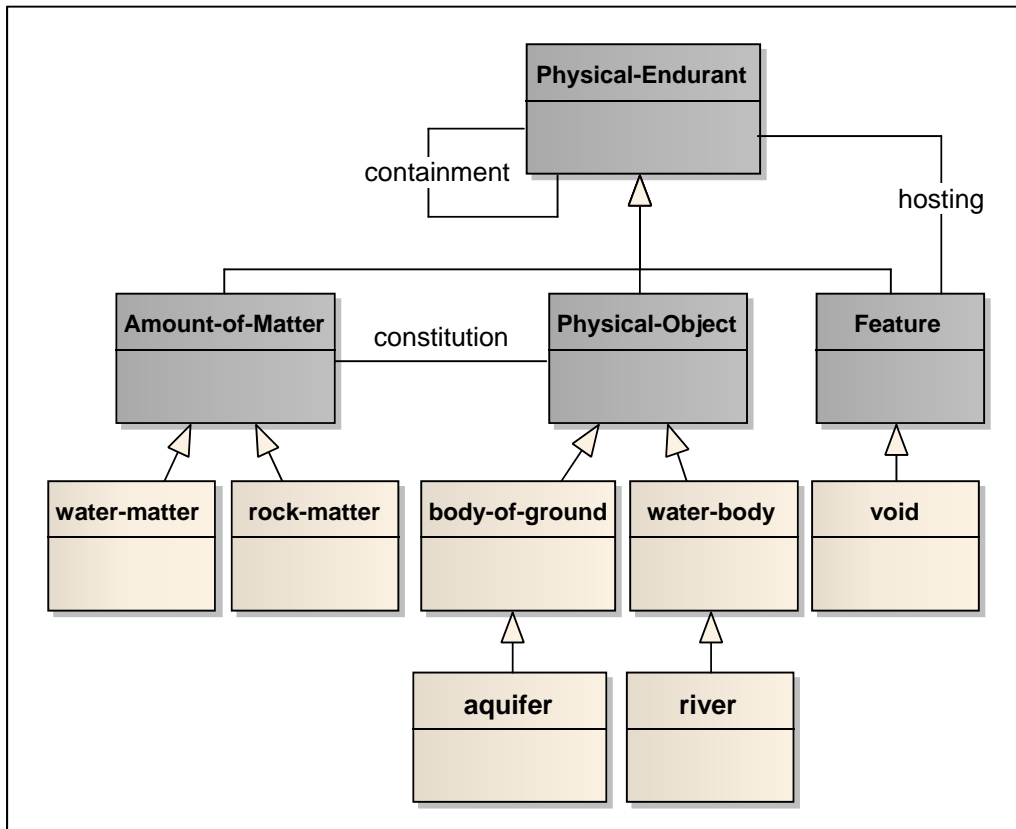 Physical-Endurant
containment
hosting
Amount-of-Matter
constitution
Physical-Object
Feature
water-matter
rock-matter
body-of-ground
water-body
void
aquifer
river